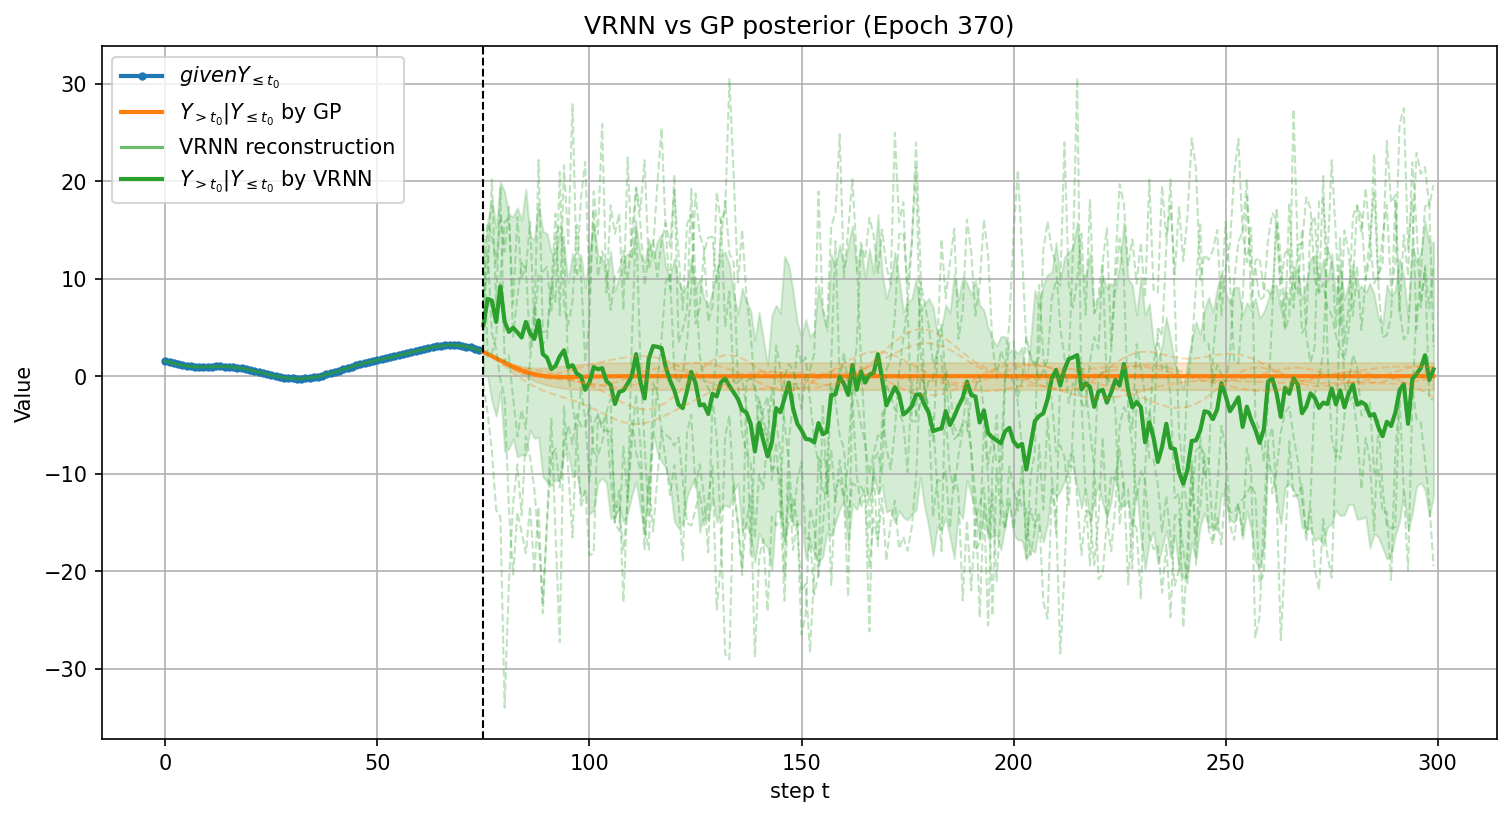 VRNN vs GP posterior (Epoch 370)
givenY≤t₀
Y>t₀|Y≤t₀ by GP
VRNN reconstruction
Y>t₀|Y≤t₀ by VRNN
30
20
10
0
−10
−20
−30
Value
0 50 100 150 200 250 300
step t